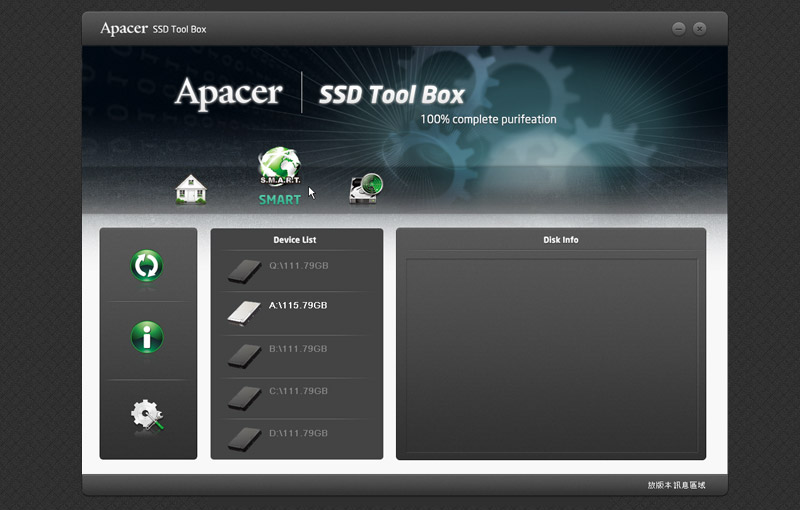 Apacer SSD Tool Box
Apacer SSD Tool Box
100% complete purifeation
S.M.A.R.T.
SMART
Device List
Q:\111.79GB
A:\115.79GB
B:\111.79GB
C:\111.79GB
D:\111.79GB
Disk Info
放版本訊息區域